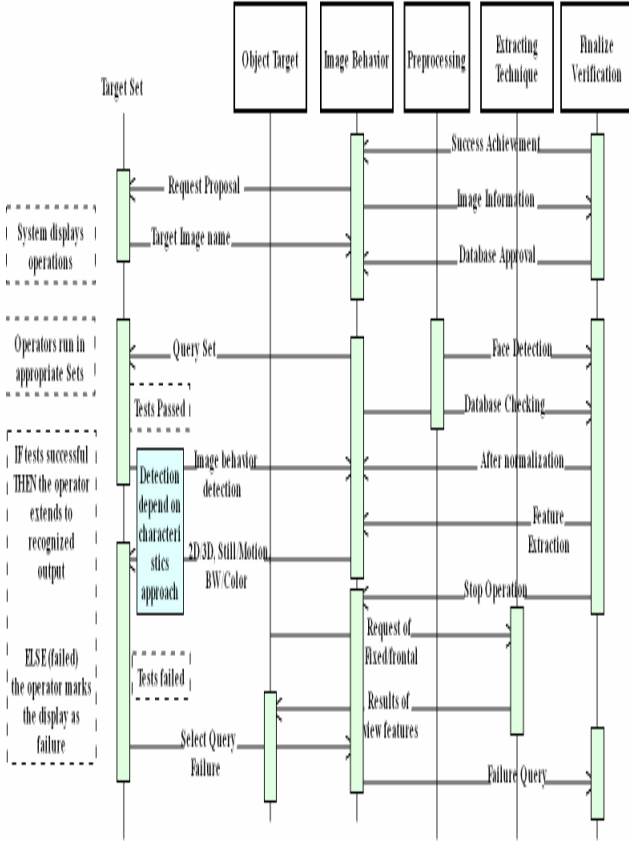 Object Target
Image Behavior
Preprocessing
Extracting
Technique
Finalize
Verification
Target Set
Success Achievement
Request Proposal
Image Information
System displays
operations
Target Image name
Database Approval
Operators run in
appropriate Sets
Query Set
Face Detection
Tests Passed
Database Checking
IF tests successful
THEN the operator
extends to
recognized
output
Detection
depend on
characteri
stics
approach
Image behavior
detection
After normalization
Feature
Extraction
2D/3D, Still/Motion
BW/Color
Stop Operation
Request of
Fixed/frontal
ELSE (failed)
the operator marks
the display as
failure
Tests failed
Results of
view features
Select Query
Failure
Failure Query